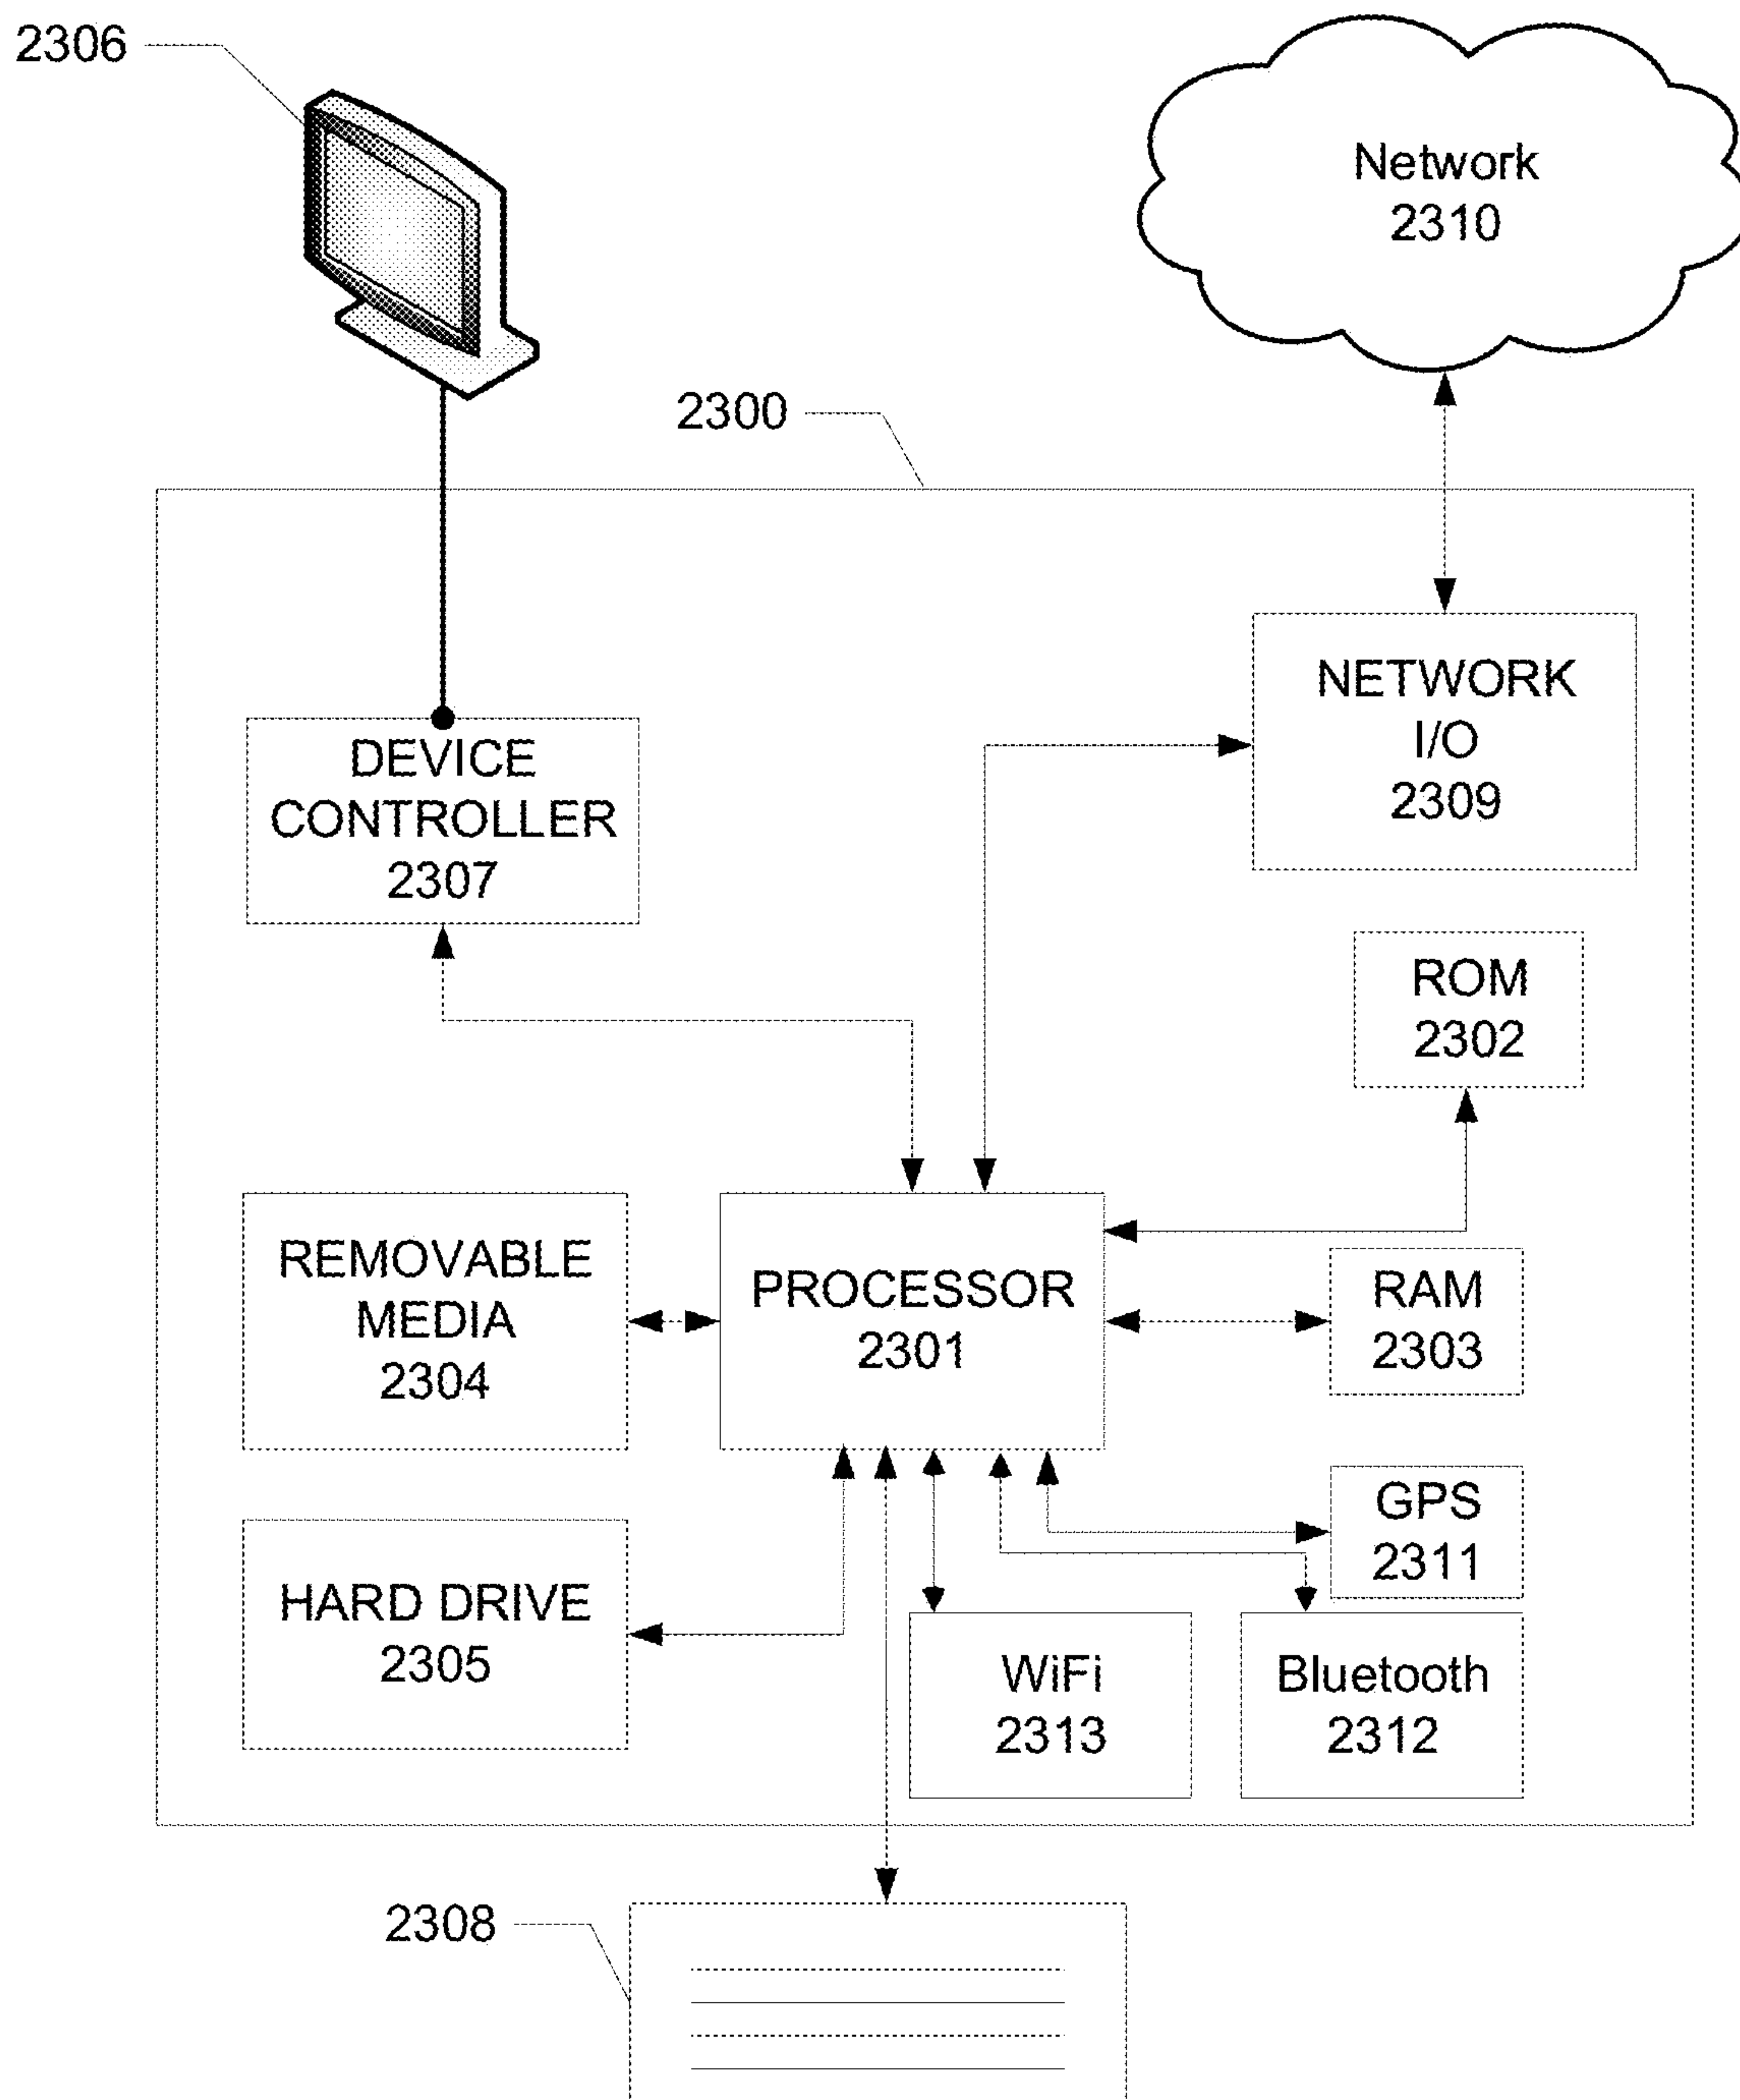 2306
Network
2310
2300
NETWORK
I/O
2309
DEVICE
CONTROLLER
2307
ROM
2302
REMOVABLE
MEDIA
2304
PROCESSOR
2301
RAM
2303
GPS
2311
HARD DRIVE
2305
WiFi
2313
Bluetooth
2312
2308